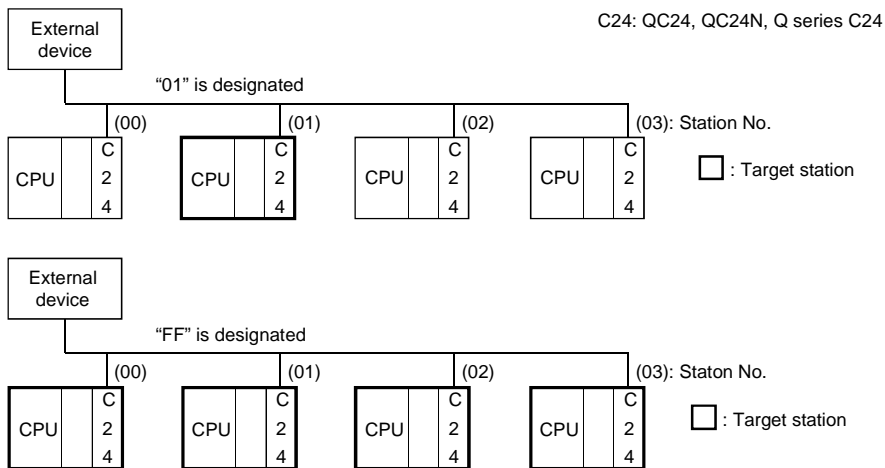 C24: QC24, QC24N, Q series C24
External
device
“01” is designated
(00) (01) (02) (03): Station No.
CPU C CPU C CPU C CPU C
2 2 2 2
4 4 4 4
: Target station
External
device
“FF” is designated
(00) (01) (02) (03): Staton No.
CPU C CPU C CPU C CPU C
2 2 2 2
4 4 4 4
: Target station